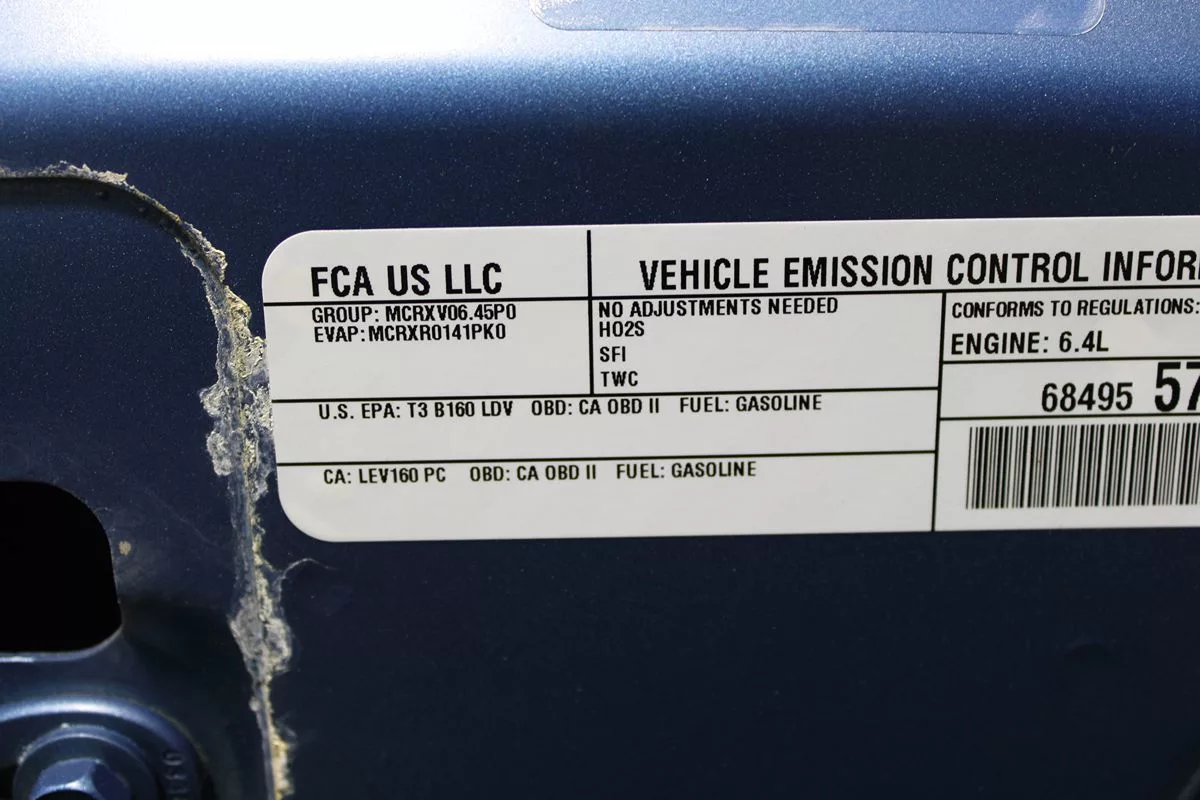 FCA US LLC
VEHICLE EMISSION CONTROL
GROUP: MCRXV06.45P0
EVAP: MCRXR0141PK0
NO ADJUSTMENTS NEEDED
HO2S
SFI
TWC
CONFORMS TO REGULATIONS:
ENGINE: 6.4L
68495 57
U.S. EPA: T3 B160 LDV OBD: CA OBD II FUEL: GASOLINE
CA: LEV160 PC OBD: CA OBD II FUEL: GASOLINE